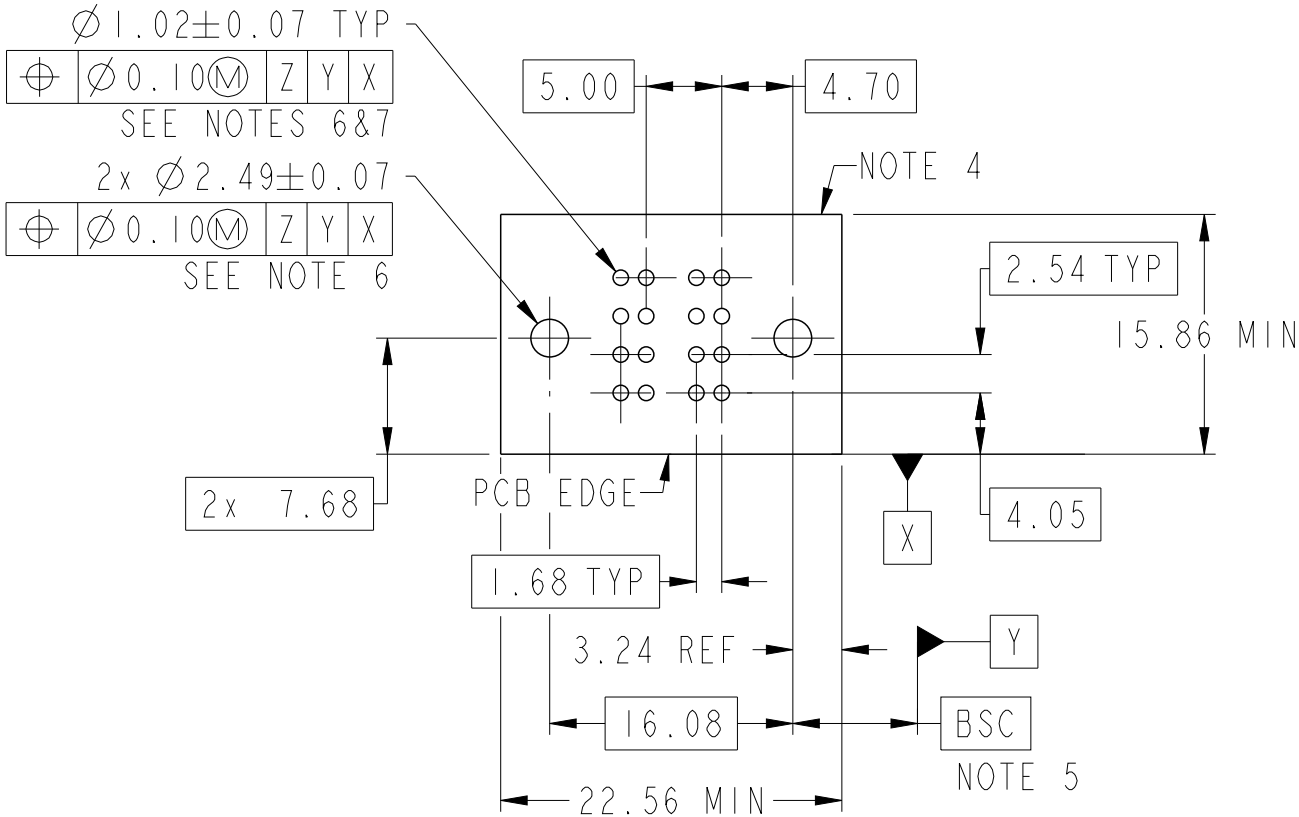 Ø1.02±0.07 TYP
⌖ Ø0.10Ⓜ Z Y X
SEE NOTES 6&7
2x Ø2.49±0.07
⌖ Ø0.10Ⓜ Z Y X
SEE NOTE 6
5.00
4.70
NOTE 4
2.54 TYP
15.86 MIN
2x 7.68
PCB EDGE
X
4.05
1.68 TYP
3.24 REF
Y
16.08
BSC
NOTE 5
22.56 MIN